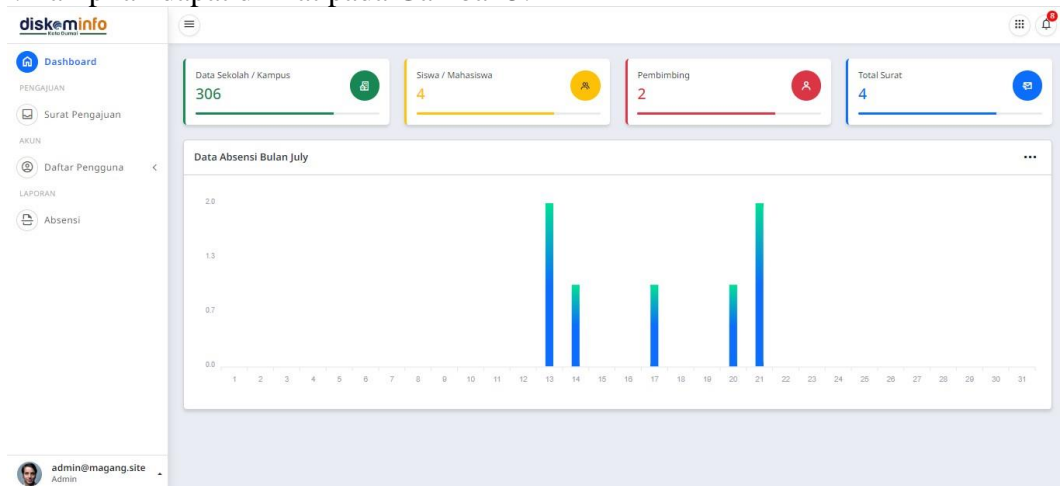 diskominfo
Kota Dumai
8
Dashboard
PENGAJUAN
Surat Pengajuan
AKUN
Daftar Pengguna
LAPORAN
Absensi
admin@magang.site
Admin
Data Sekolah / Kampus
306
Siswa / Mahasiswa
4
Pembimbing
2
Total Surat
4
Data Absensi Bulan July
2.0
1.3
0.7
0.0
1 2 3 4 5 6 7 8 9 10 11 12 13 14 15 16 17 18 19 20 21 22 23 24 25 26 27 28 29 30 31